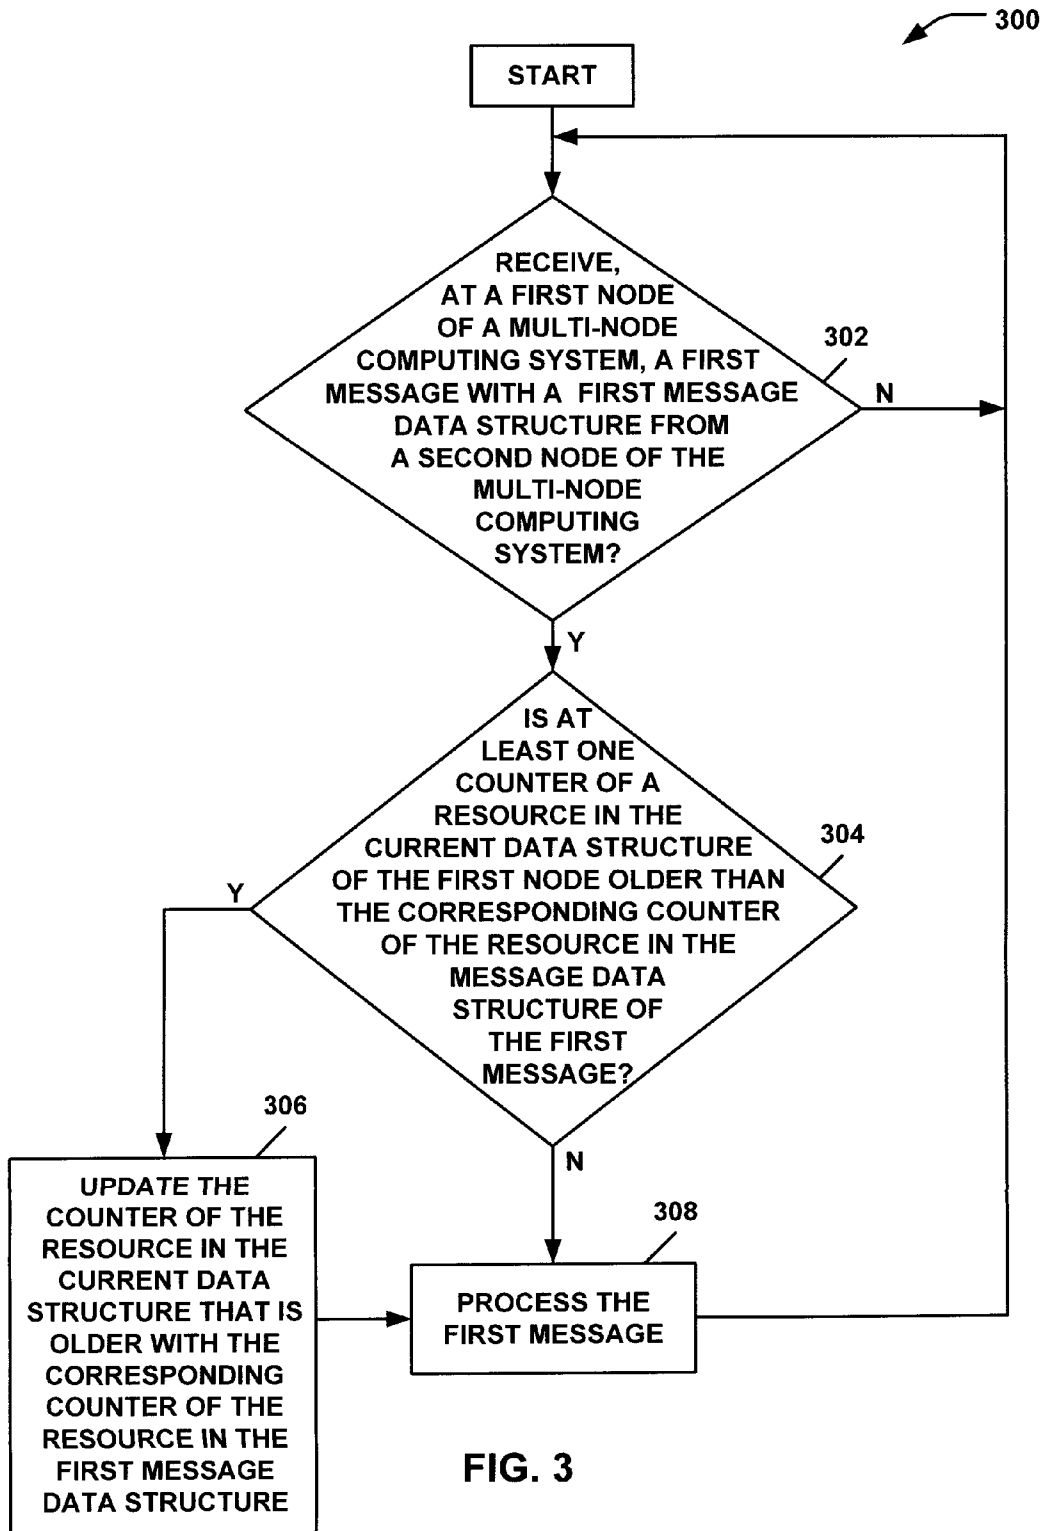 300
START
RECEIVE,
AT A FIRST NODE
OF A MULTI-NODE
COMPUTING SYSTEM, A FIRST
MESSAGE WITH A FIRST MESSAGE
DATA STRUCTURE FROM
A SECOND NODE OF THE
MULTI-NODE
COMPUTING
SYSTEM?
302
N
Y
IS AT
LEAST ONE
COUNTER OF A
RESOURCE IN THE
CURRENT DATA STRUCTURE
OF THE FIRST NODE OLDER THAN
THE CORRESPONDING COUNTER
OF THE RESOURCE IN THE
MESSAGE DATA
STRUCTURE OF
THE FIRST
MESSAGE?
304
Y
N
306
UPDATE THE
COUNTER OF THE
RESOURCE IN THE
CURRENT DATA
STRUCTURE THAT IS
OLDER WITH THE
CORRESPONDING
COUNTER OF THE
RESOURCE IN THE
FIRST MESSAGE
DATA STRUCTURE
308
PROCESS THE
FIRST MESSAGE
FIG. 3